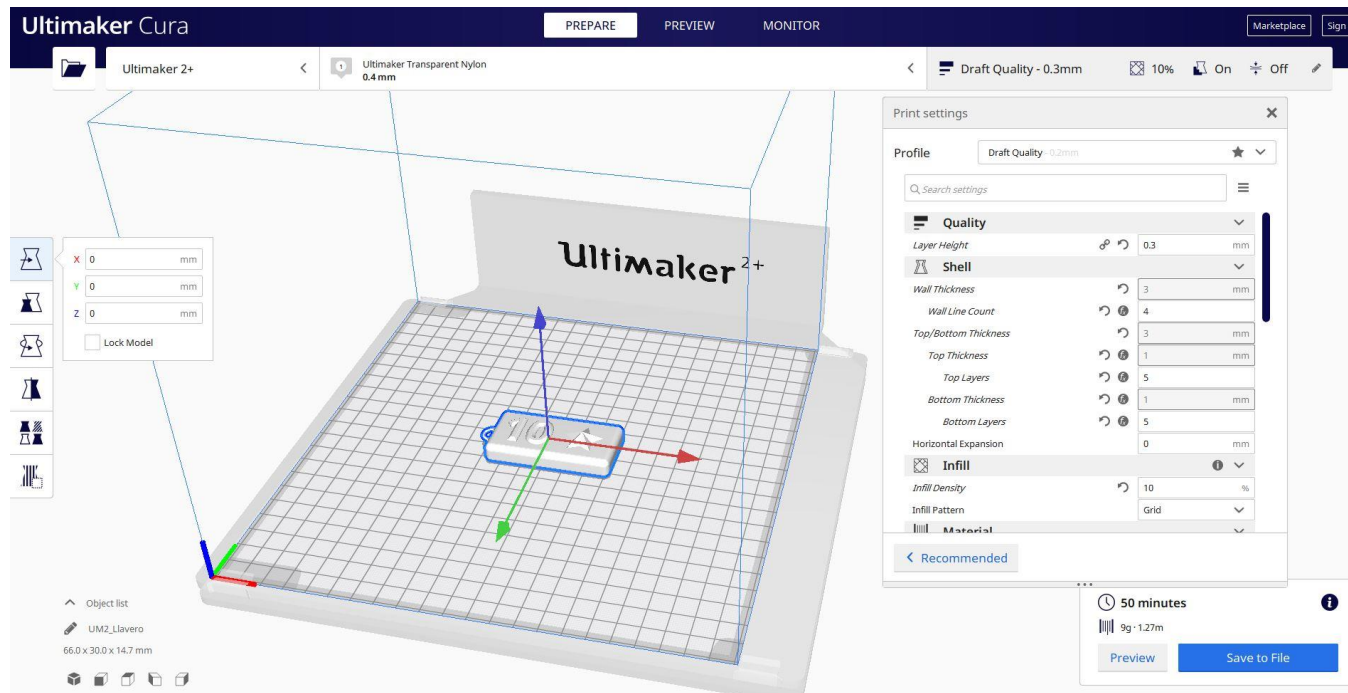 Ultimaker Cura
PREPARE PREVIEW MONITOR
Marketplace Sign
Ultimaker 2+
1 Ultimaker Transparent Nylon
0.4 mm
Draft Quality - 0.3mm 10% On Off
Print settings
Profile Draft Quality - 0.2mm
Search settings
Quality
Layer Height 0.3 mm
Shell
Wall Thickness 3 mm
Wall Line Count 4
Top/Bottom Thickness 3 mm
Top Thickness 1 mm
Top Layers 5
Bottom Thickness 1 mm
Bottom Layers 5
Horizontal Expansion 0 mm
Infill
Infill Density 10 %
Infill Pattern Grid
Material
Recommended
X 0 mm
Y 0 mm
Z 0 mm
Lock Model
Ultimaker 2+
10
Object list
UM2_Llavero
66.0 x 30.0 x 14.7 mm
50 minutes
9g · 1.27m
Preview Save to File